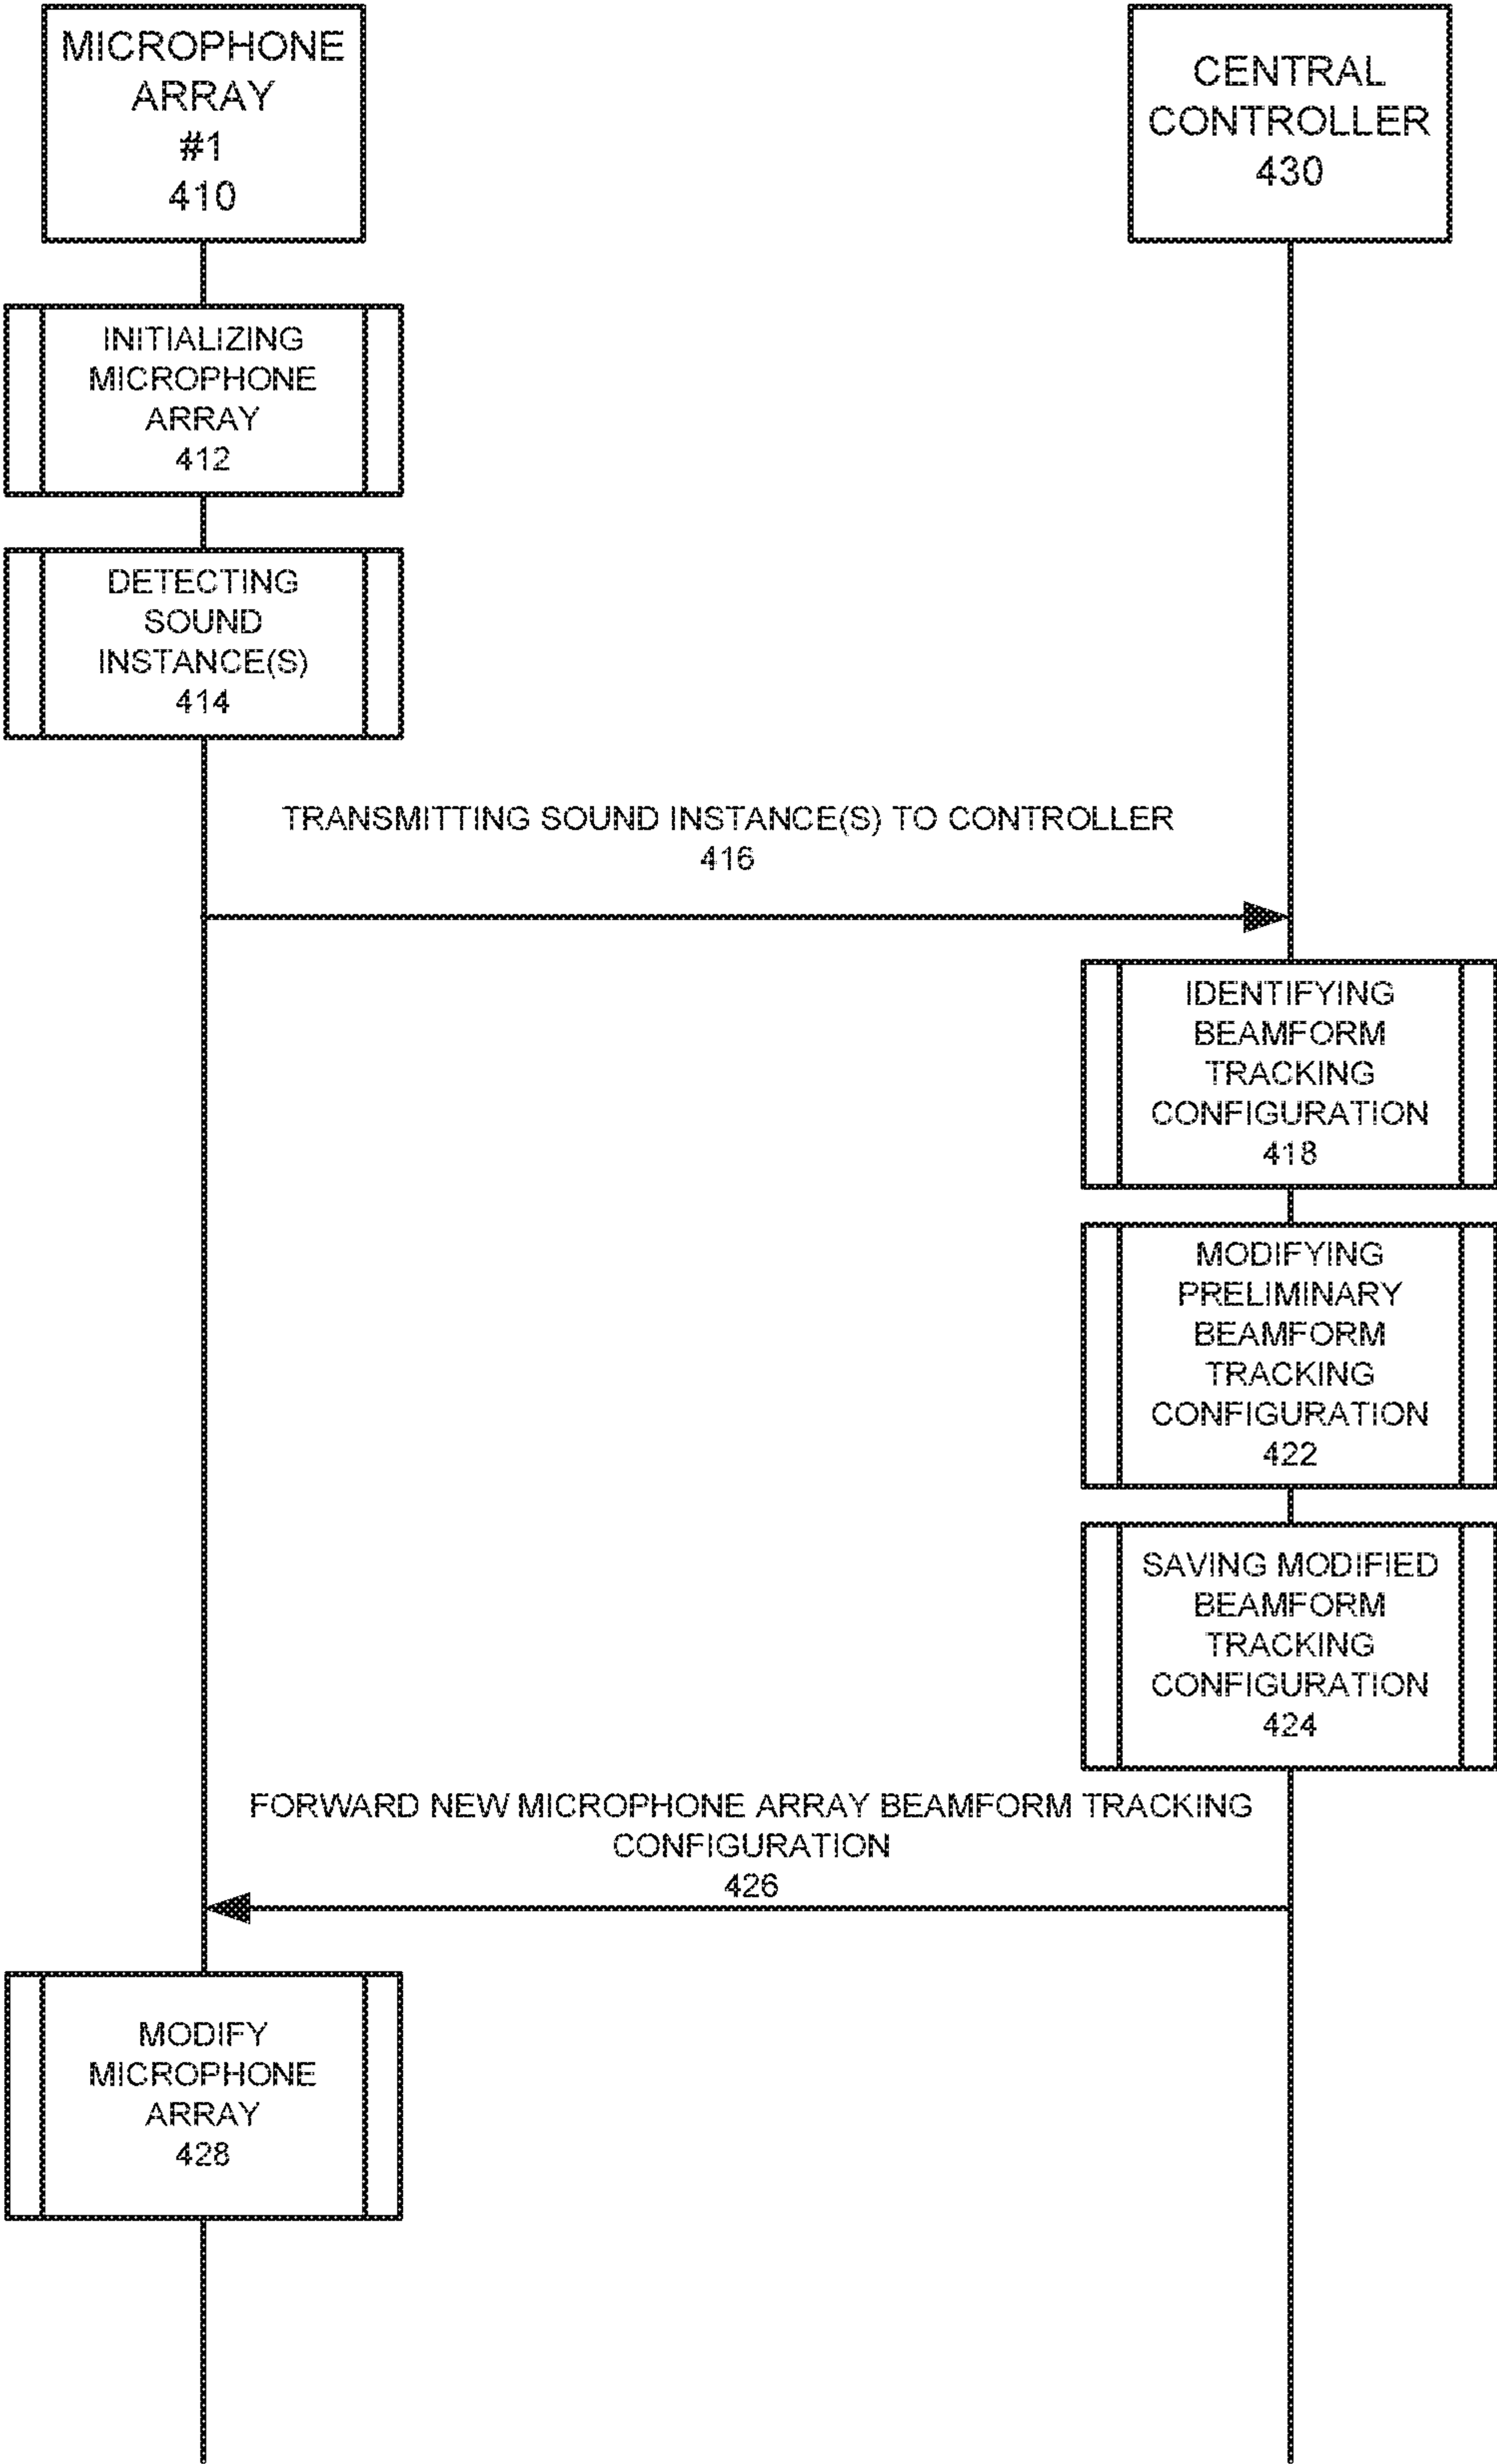 MICROPHONE
ARRAY
#1
410
CENTRAL
CONTROLLER
430
INITIALIZING
MICROPHONE
ARRAY
412
DETECTING
SOUND
INSTANCE(S)
414
TRANSMITTING SOUND INSTANCE(S) TO CONTROLLER
416
IDENTIFYING
BEAMFORM
TRACKING
CONFIGURATION
418
MODIFYING
PRELIMINARY
BEAMFORM
TRACKING
CONFIGURATION
422
SAVING MODIFIED
BEAMFORM
TRACKING
CONFIGURATION
424
FORWARD NEW MICROPHONE ARRAY BEAMFORM TRACKING
CONFIGURATION
426
MODIFY
MICROPHONE
ARRAY
428